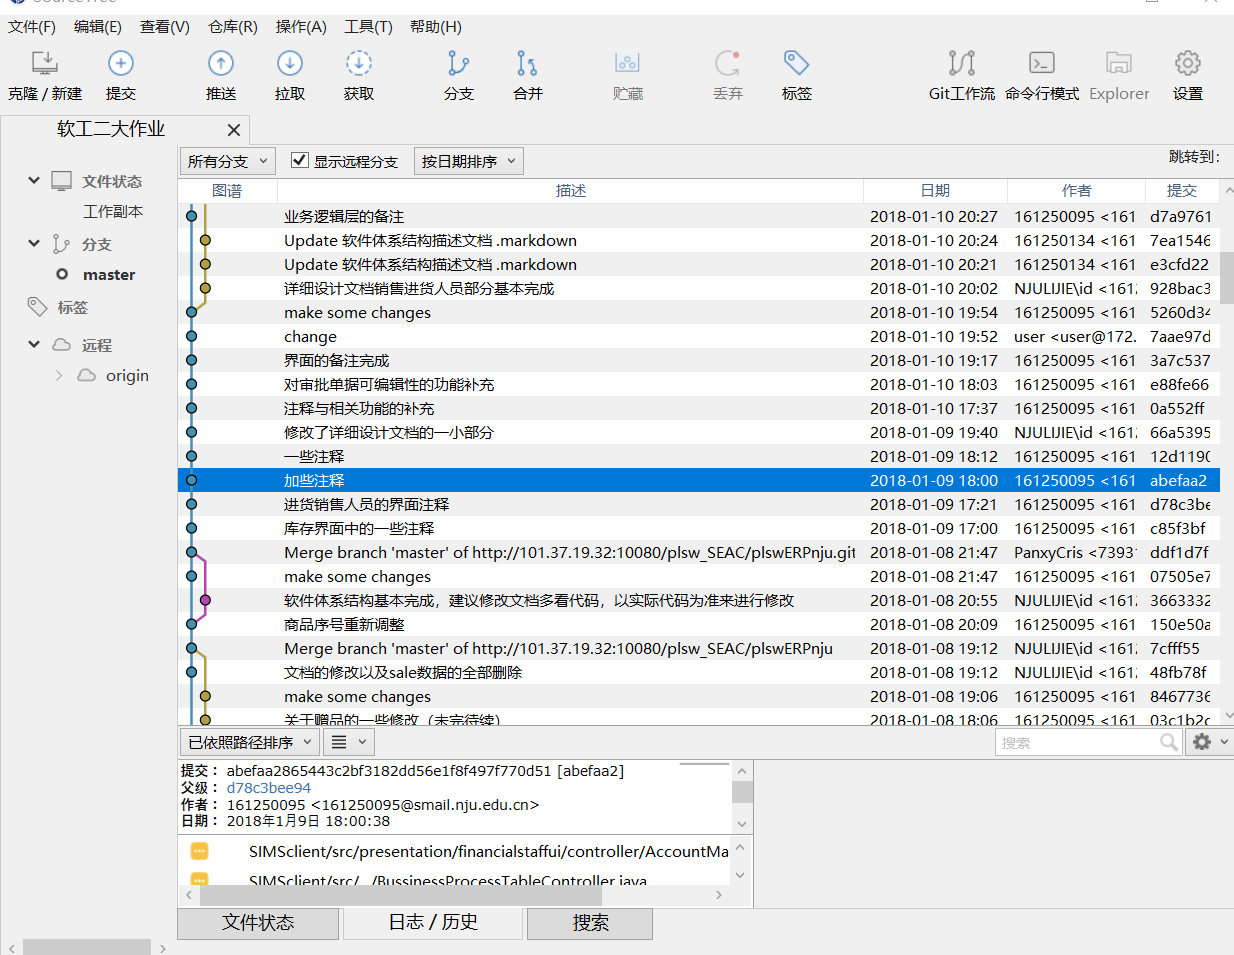 SourceTree
文件(F) 编辑(E) 查看(V) 仓库(R) 操作(A) 工具(T) 帮助(H)
克隆 / 新建 提交 推送 拉取 获取 分支 合并 贮藏 丢弃 标签 Git工作流 命令行模式 Explorer 设置
软工二大作业
所有分支 显示远程分支 按日期排序 跳转到:
文件状态
工作副本
分支
master
标签
远程
origin
图谱 描述 日期 作者 提交
业务逻辑层的备注 2018-01-10 20:27 161250095 <161 d7a9761
Update 软件体系结构描述文档 .markdown 2018-01-10 20:24 161250134 <161 7ea1546
Update 软件体系结构描述文档 .markdown 2018-01-10 20:21 161250134 <161 e3cfd22
详细设计文档销售进货人员部分基本完成 2018-01-10 20:02 NJULIJIE\id <161 928bac3
make some changes 2018-01-10 19:54 161250095 <161 5260d34
change 2018-01-10 19:52 user <user@172. 7aae97d
界面的备注完成 2018-01-10 19:17 161250095 <161 3a7c537
对审批单据可编辑性的功能补充 2018-01-10 18:03 161250095 <161 e88fe66
注释与相关功能的补充 2018-01-10 17:37 161250095 <161 0a552ff
修改了详细设计文档的一小部分 2018-01-09 19:40 NJULIJIE\id <161 66a5395
一些注释 2018-01-09 18:12 161250095 <161 12d1190
加些注释 2018-01-09 18:00 161250095 <161 abefaa2
进货销售人员的界面注释 2018-01-09 17:21 161250095 <161 d78c3be
库存界面中的一些注释 2018-01-09 17:00 161250095 <161 c85f3bf
Merge branch 'master' of http://101.37.19.32:10080/plsw_SEAC/plswERPnju.git 2018-01-08 21:47 PanxyCris <7393 ddf1d7f
make some changes 2018-01-08 21:47 161250095 <161 07505e7
软件体系结构基本完成，建议修改文档多看代码，以实际代码为准来进行修改 2018-01-08 20:55 NJULIJIE\id <161 3663332
商品序号重新调整 2018-01-08 20:09 161250095 <161 150e50a
Merge branch 'master' of http://101.37.19.32:10080/plsw_SEAC/plswERPnju 2018-01-08 19:12 NJULIJIE\id <161 7cfff55
文档的修改以及sale数据的全部删除 2018-01-08 19:12 NJULIJIE\id <161 48fb78f
make some changes 2018-01-08 19:06 161250095 <161 8467736
关于赠品的一些修改（未完待续） 2018-01-08 18:06 161250095 <161 03c1b2c
已依照路径排序 搜索
提交： abefaa2865443c2bf3182dd56e1f8f497f770d51 [abefaa2]
父级： d78c3bee94
作者： 161250095 <161250095@smail.nju.edu.cn>
日期： 2018年1月9日 18:00:38
SIMSclient/src/presentation/financialstaffui/controller/AccountMa
SIMSclient/src/.../BussinessProcessTableController.java
文件状态 日志 / 历史 搜索